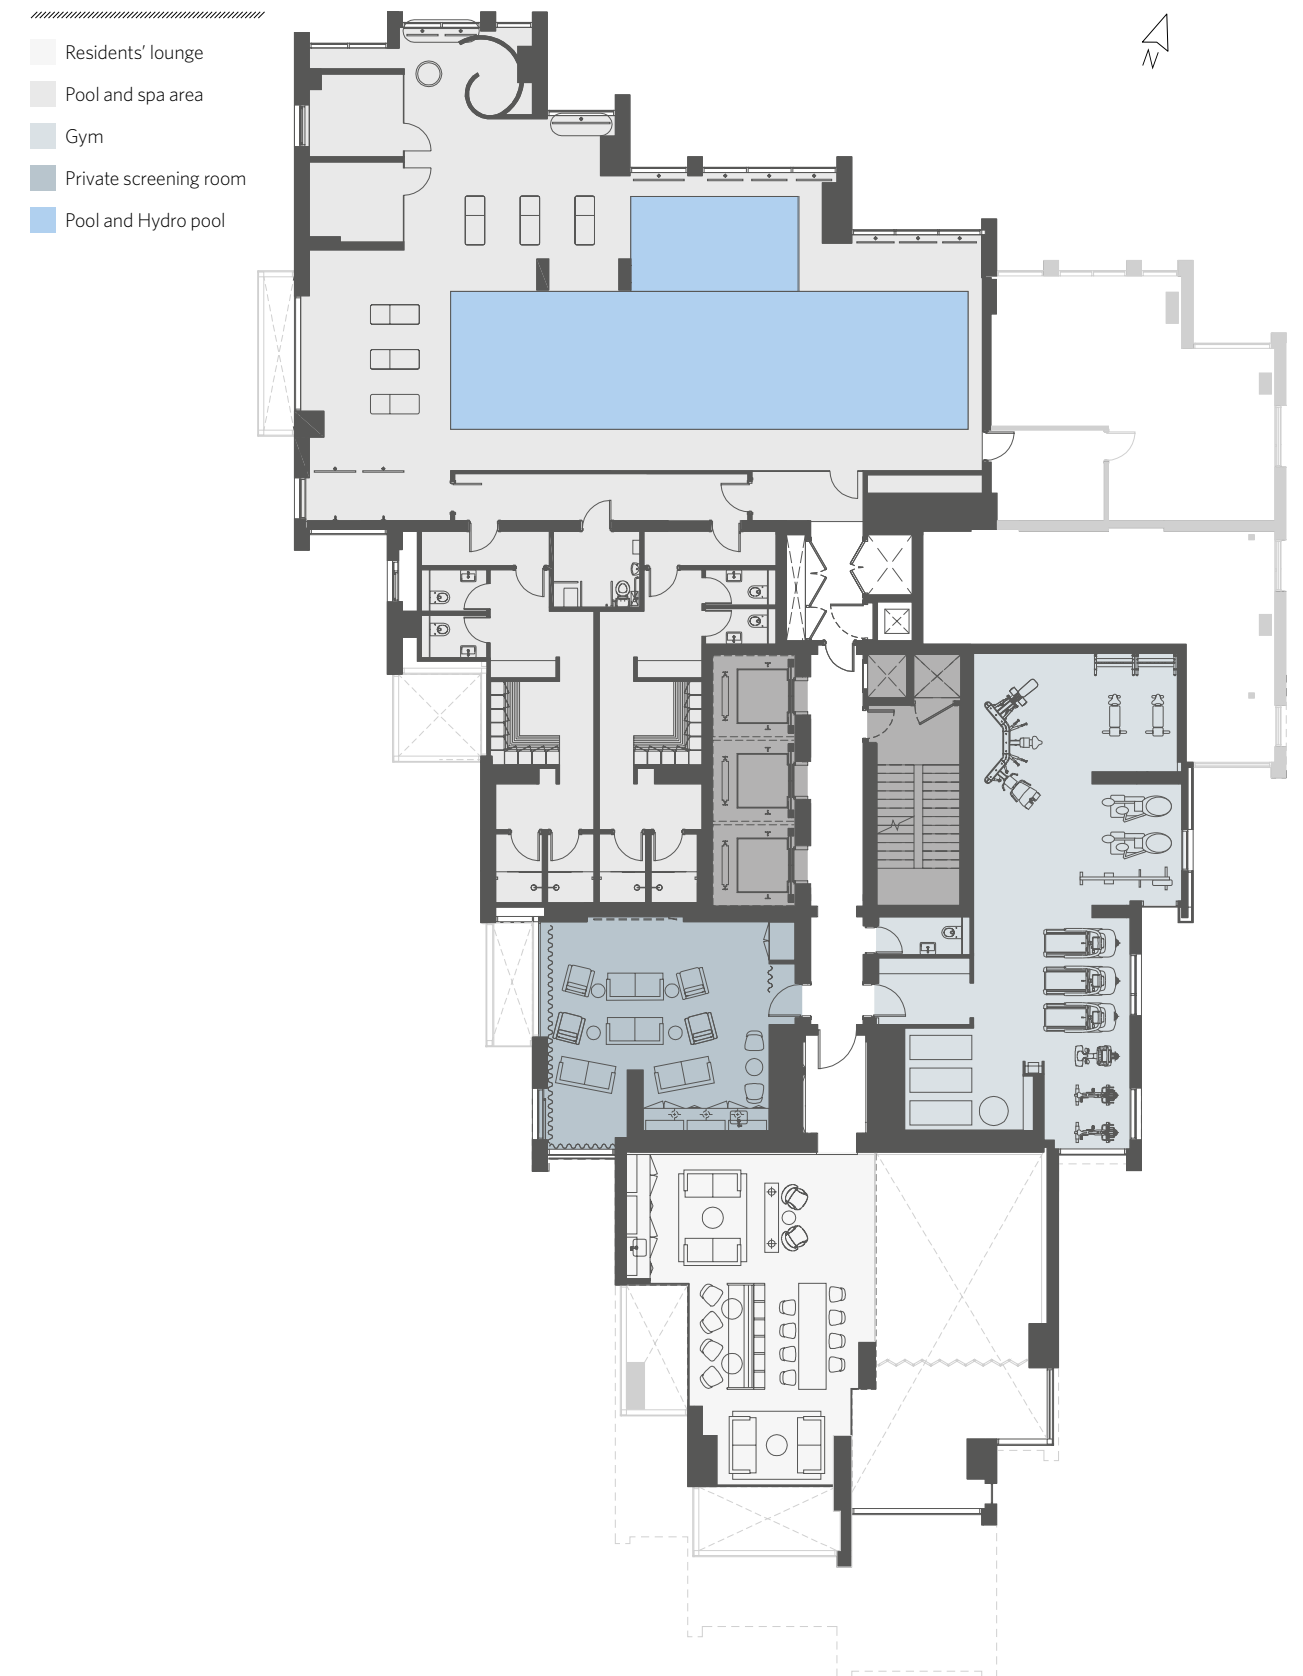 Residents’ lounge
Pool and spa area
Gym
Private screening room
Pool and Hydro pool
N